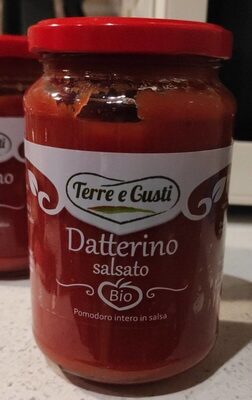 Terre e Gusti
Datterino
salsato
Bio
Pomodoro intero in salsa